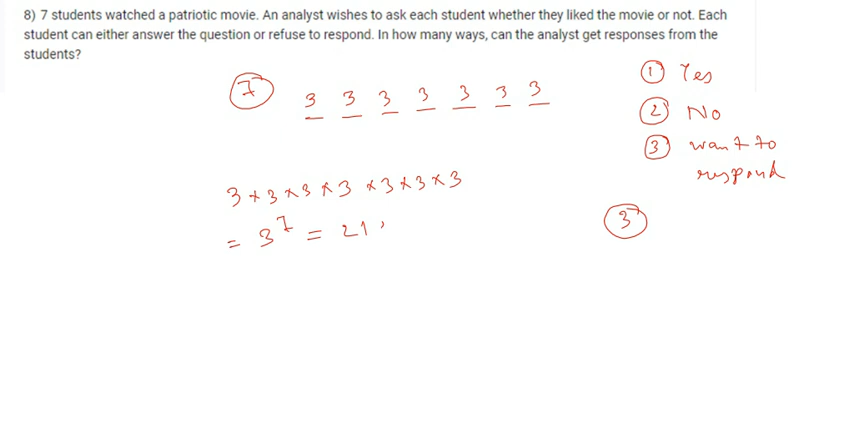 8) 7 students watched a patriotic movie. An analyst wishes to ask each student whether they liked the movie or not. Each
student can either answer the question or refuse to respond. In how many ways, can the analyst get responses from the
students?
7
3 3 3 3 3 3 3
① Yes
② No
③ want to
respond
3 × 3 × 3 × 3 × 3 × 3 × 3
= 3^7 = 21
3